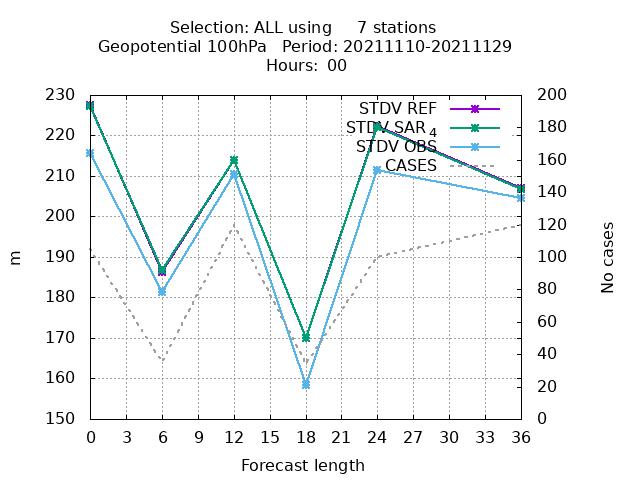 Selection: ALL using     7 stations
Geopotential 100hPa   Period: 20211110-20211129
Hours: 00
230
220
210
200
190
180
170
160
150
m
200
180
160
140
120
100
80
60
40
20
0
No cases
STDV REF
STDV SAR 4
STDV OBS
CASES
0 3 6 9 12 15 18 21 24 27 30 33 36
Forecast length